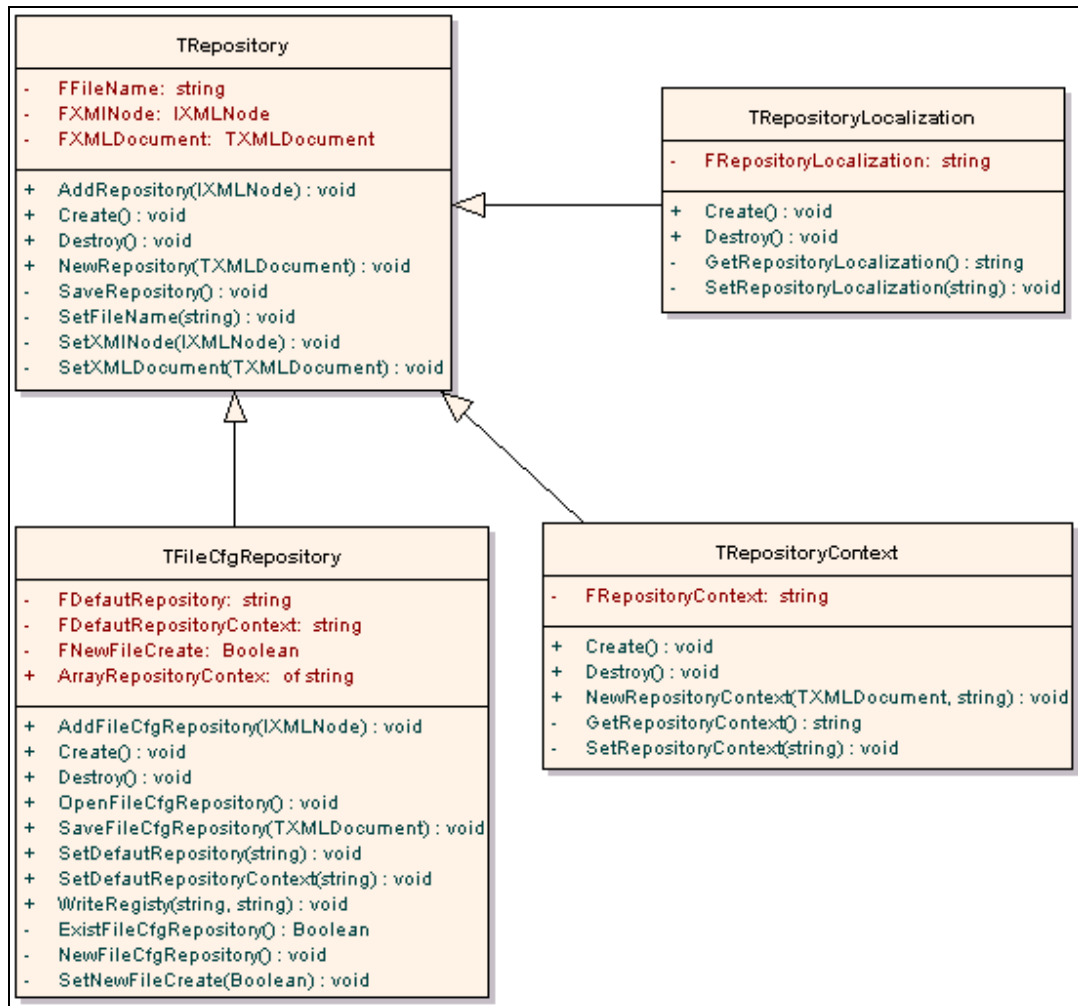 TRepository
- FFileName: string
- FXMINode: IXMLNode
- FXMLDocument: TXMLDocument
+ AddRepository(IXMLNode) : void
+ Create() : void
+ Destroy() : void
+ NewRepository(TXMLDocument) : void
- SaveRepository() : void
- SetFileName(string) : void
- SetXMINode(IXMLNode) : void
- SetXMLDocument(TXMLDocument) : void
TRepositoryLocalization
- FRepositoryLocalization: string
+ Create() : void
+ Destroy() : void
- GetRepositoryLocalization() : string
- SetRepositoryLocalization(string) : void
TFileCfgRepository
- FDefautRepository: string
- FDefautRepositoryContext: string
- FNewFileCreate: Boolean
+ ArrayRepositoryContex: of string
+ AddFileCfgRepository(IXMLNode) : void
+ Create() : void
+ Destroy() : void
+ OpenFileCfgRepository() : void
+ SaveFileCfgRepository(TXMLDocument) : void
+ SetDefautRepository(string) : void
+ SetDefautRepositoryContext(string) : void
+ WriteRegisty(string, string) : void
- ExistFileCfgRepository() : Boolean
- NewFileCfgRepository() : void
- SetNewFileCreate(Boolean) : void
TRepositoryContext
- FRepositoryContext: string
+ Create() : void
+ Destroy() : void
+ NewRepositoryContext(TXMLDocument, string) : void
- GetRepositoryContext() : string
- SetRepositoryContext(string) : void